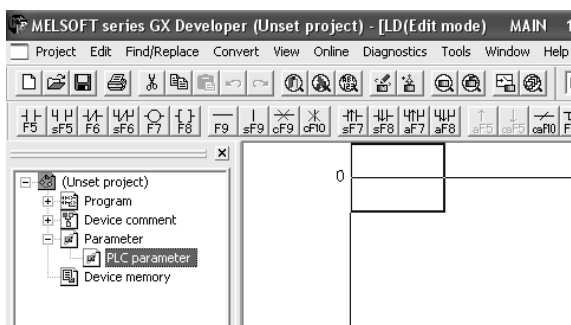 MELSOFT series GX Developer (Unset project) - [LD(Edit mode) MAIN 1
Project Edit Find/Replace Convert View Online Diagnostics Tools Window Help
F5 sF5 F6 sF6 F7 F8 F9 sF9 cF9 cF10 sF7 sF8 aF7 aF8 aF5 caF5 caF10 F
(Unset project)
0
Program
Device comment
Parameter
PLC parameter
Device memory